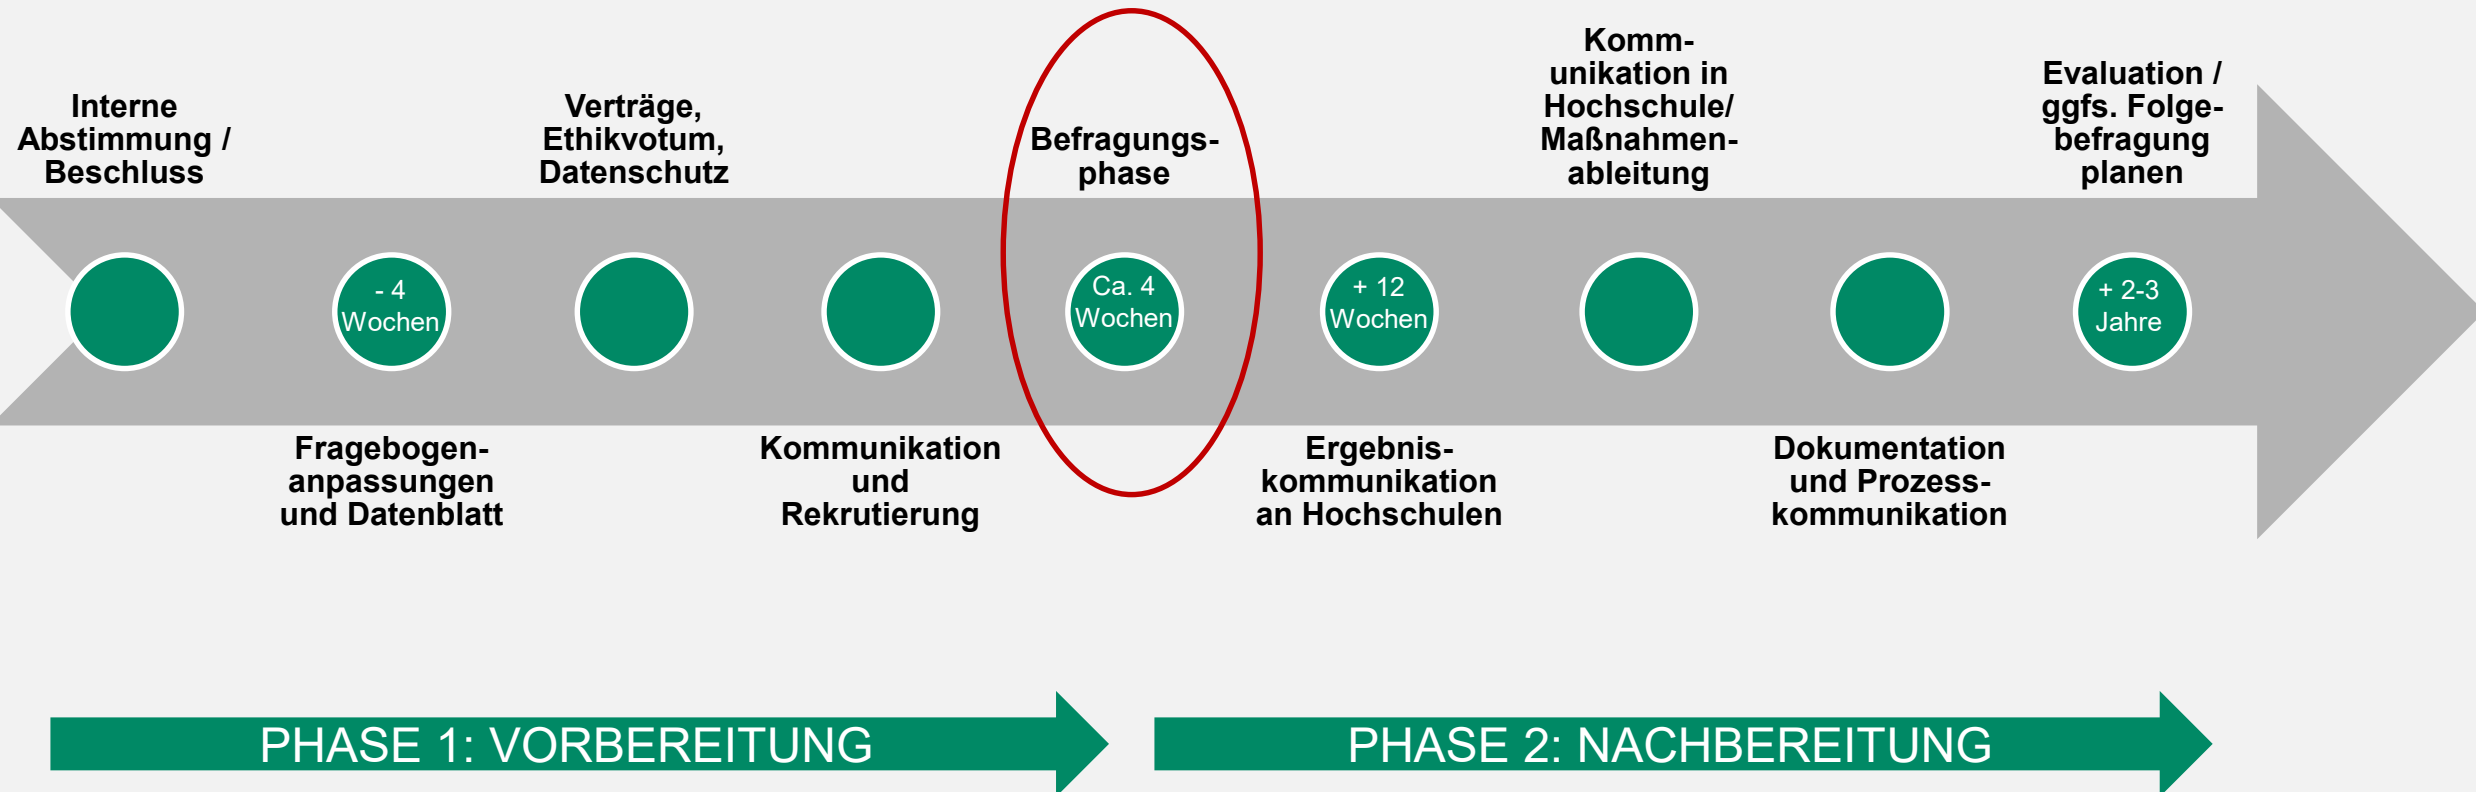 Interne
Abstimmung /
Beschluss
Verträge,
Ethikvotum,
Datenschutz
Befragungs-
phase
Komm-
unikation in
Hochschule/
Maßnahmen-
ableitung
Evaluation /
ggfs. Folge-
befragung
planen
- 4
Wochen
Ca. 4
Wochen
+ 12
Wochen
+ 2-3
Jahre
Fragebogen-
anpassungen
und Datenblatt
Kommunikation
und
Rekrutierung
Ergebnis-
kommunikation
an Hochschulen
Dokumentation
und Prozess-
kommunikation
PHASE 1: VORBEREITUNG
PHASE 2: NACHBEREITUNG